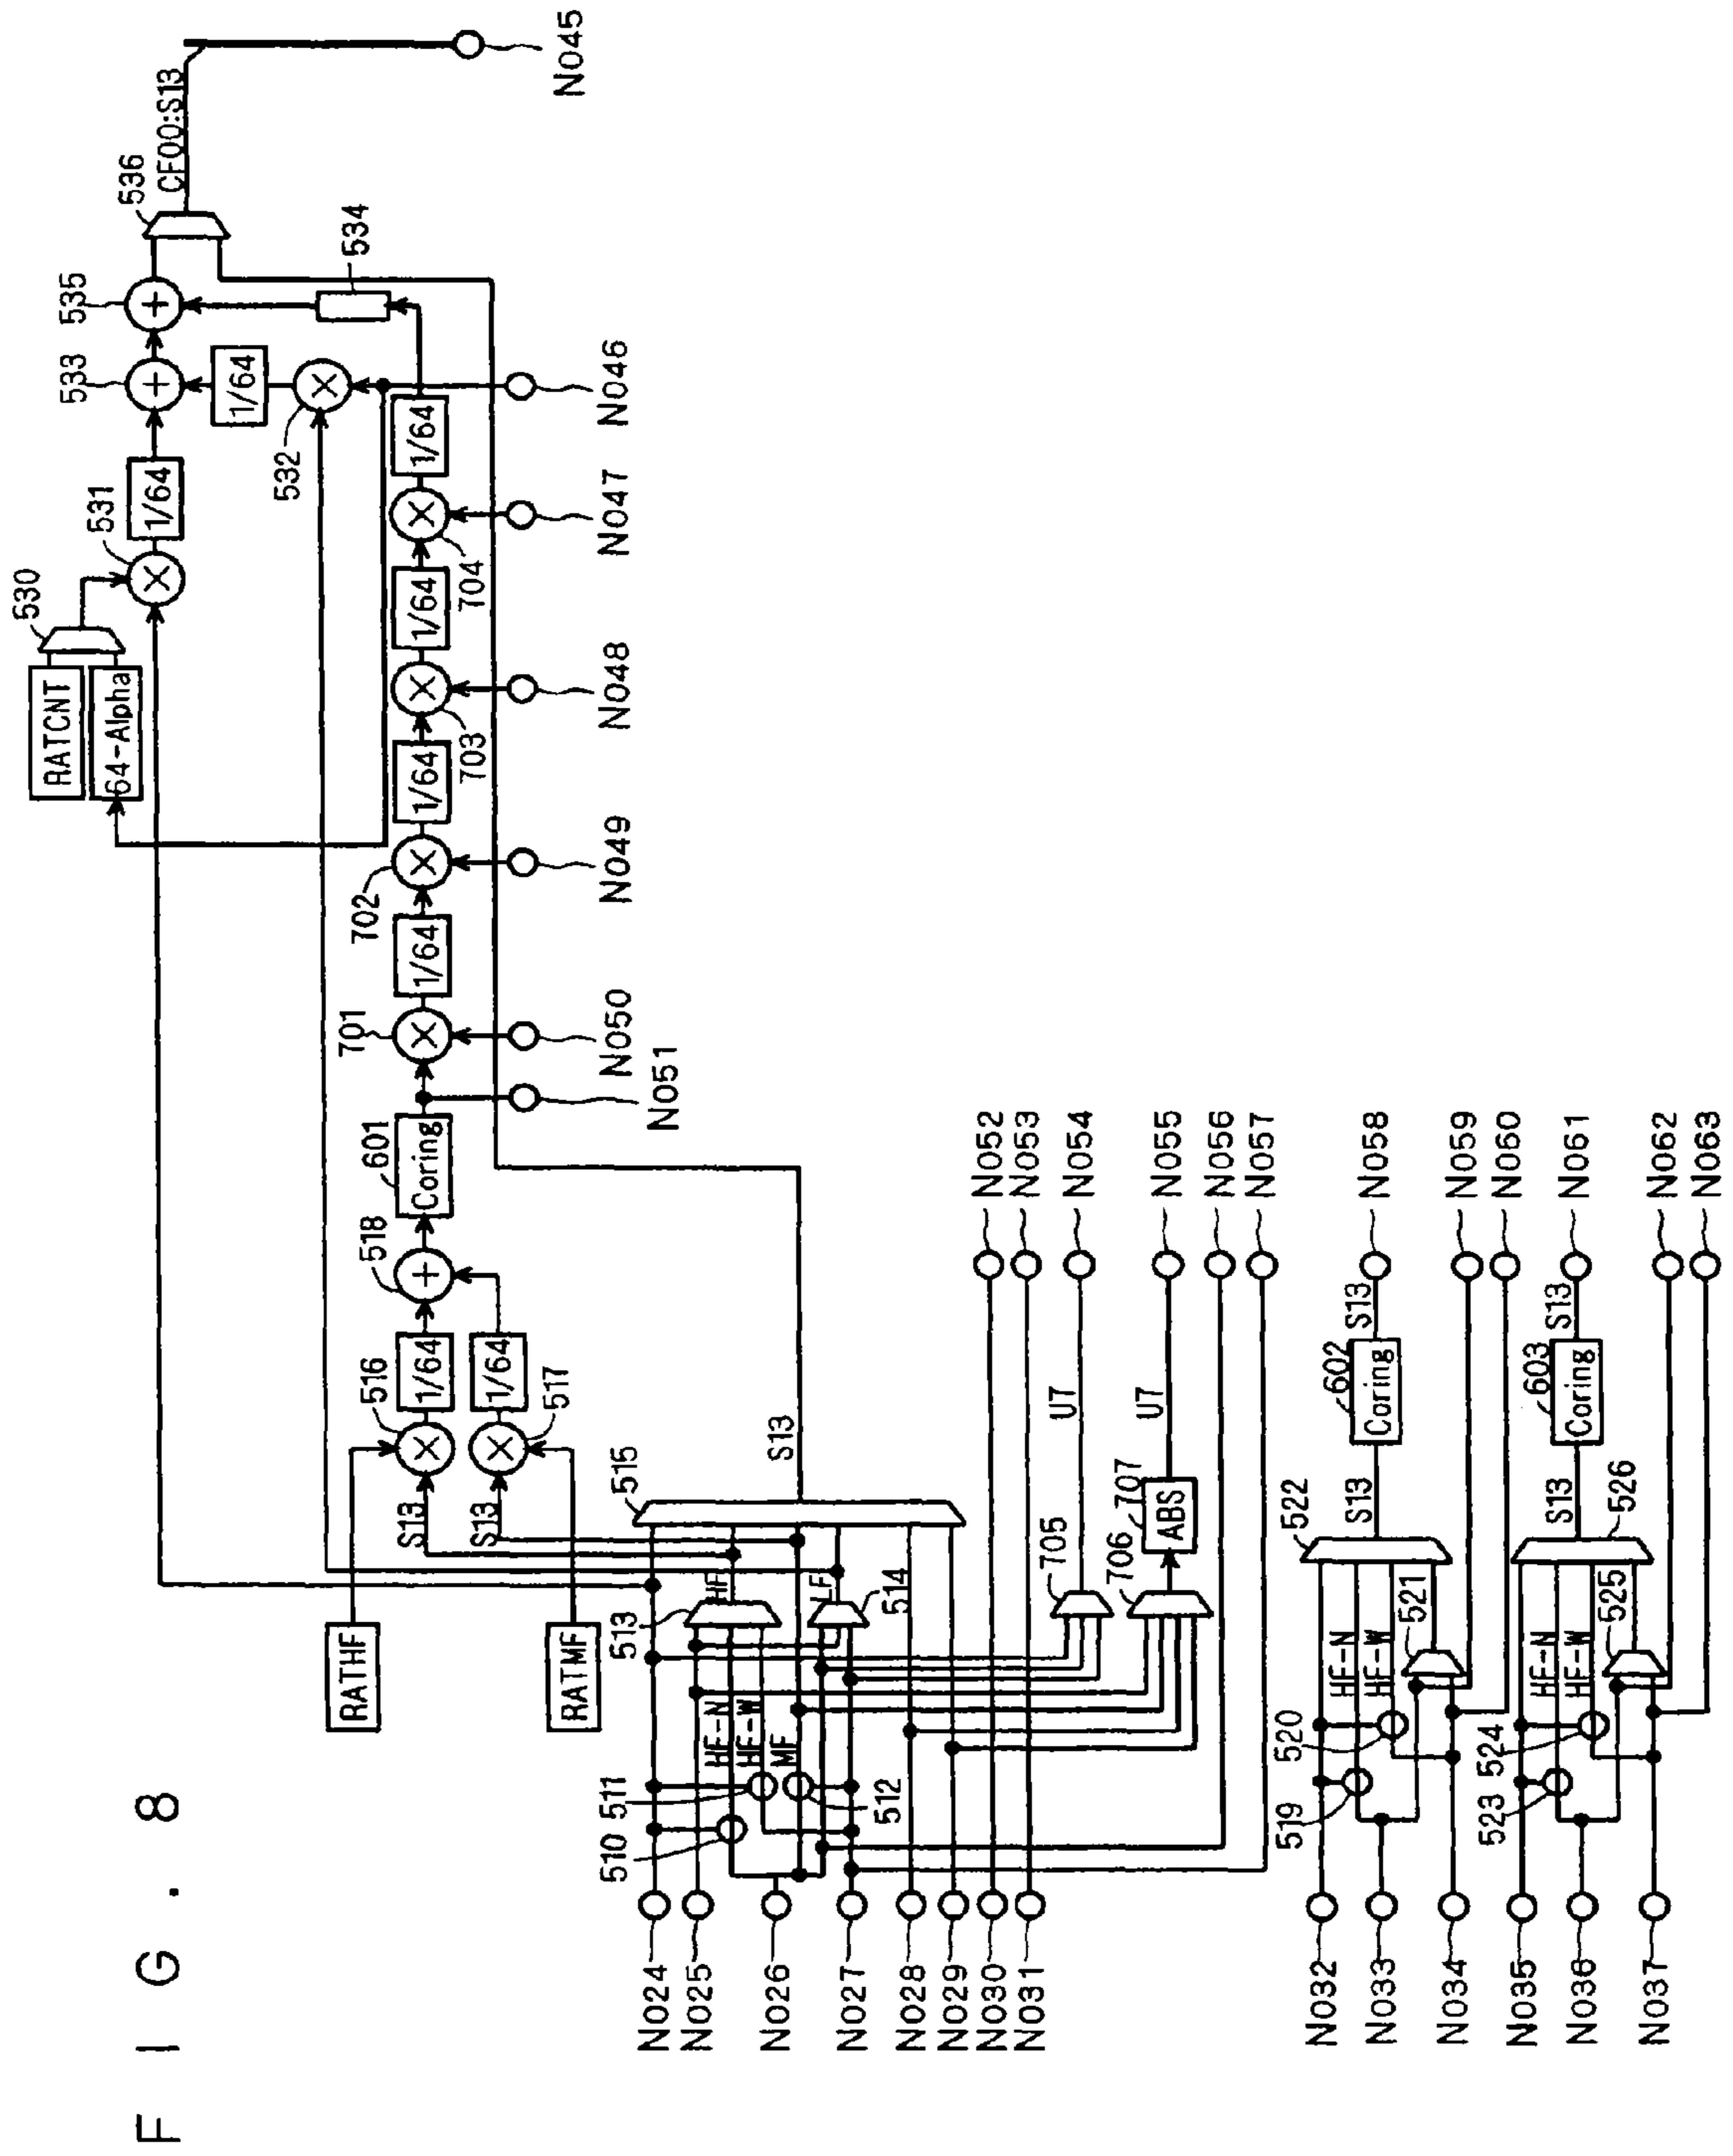 FIG. 8
N045
CF00:S13
536
535
534
533
1/64
532
N046
1/64
531
1/64
N047
704
530
RATCNT
64-Alpha
1/64
N048
703
1/64
N049
702
1/64
N050
701
N051
601
Coring
518
516
1/64
517
1/64
S13
S13
RATHF
RATMF
515
S13
513
HF
LF
514
HF-N
HF-W
MF
510
511
512
705
U7
706
707
ABS
U7
N024
N025
N026
N027
N028
N029
N030
N031
N052
N053
N054
N055
N056
N057
N032
N033
N034
519
520
HF-N
HF-W
521
522
S13
602
Coring
S13
N058
N059
N060
N035
N036
N037
523
524
HF-N
HF-W
525
526
S13
603
Coring
S13
N061
N062
N063